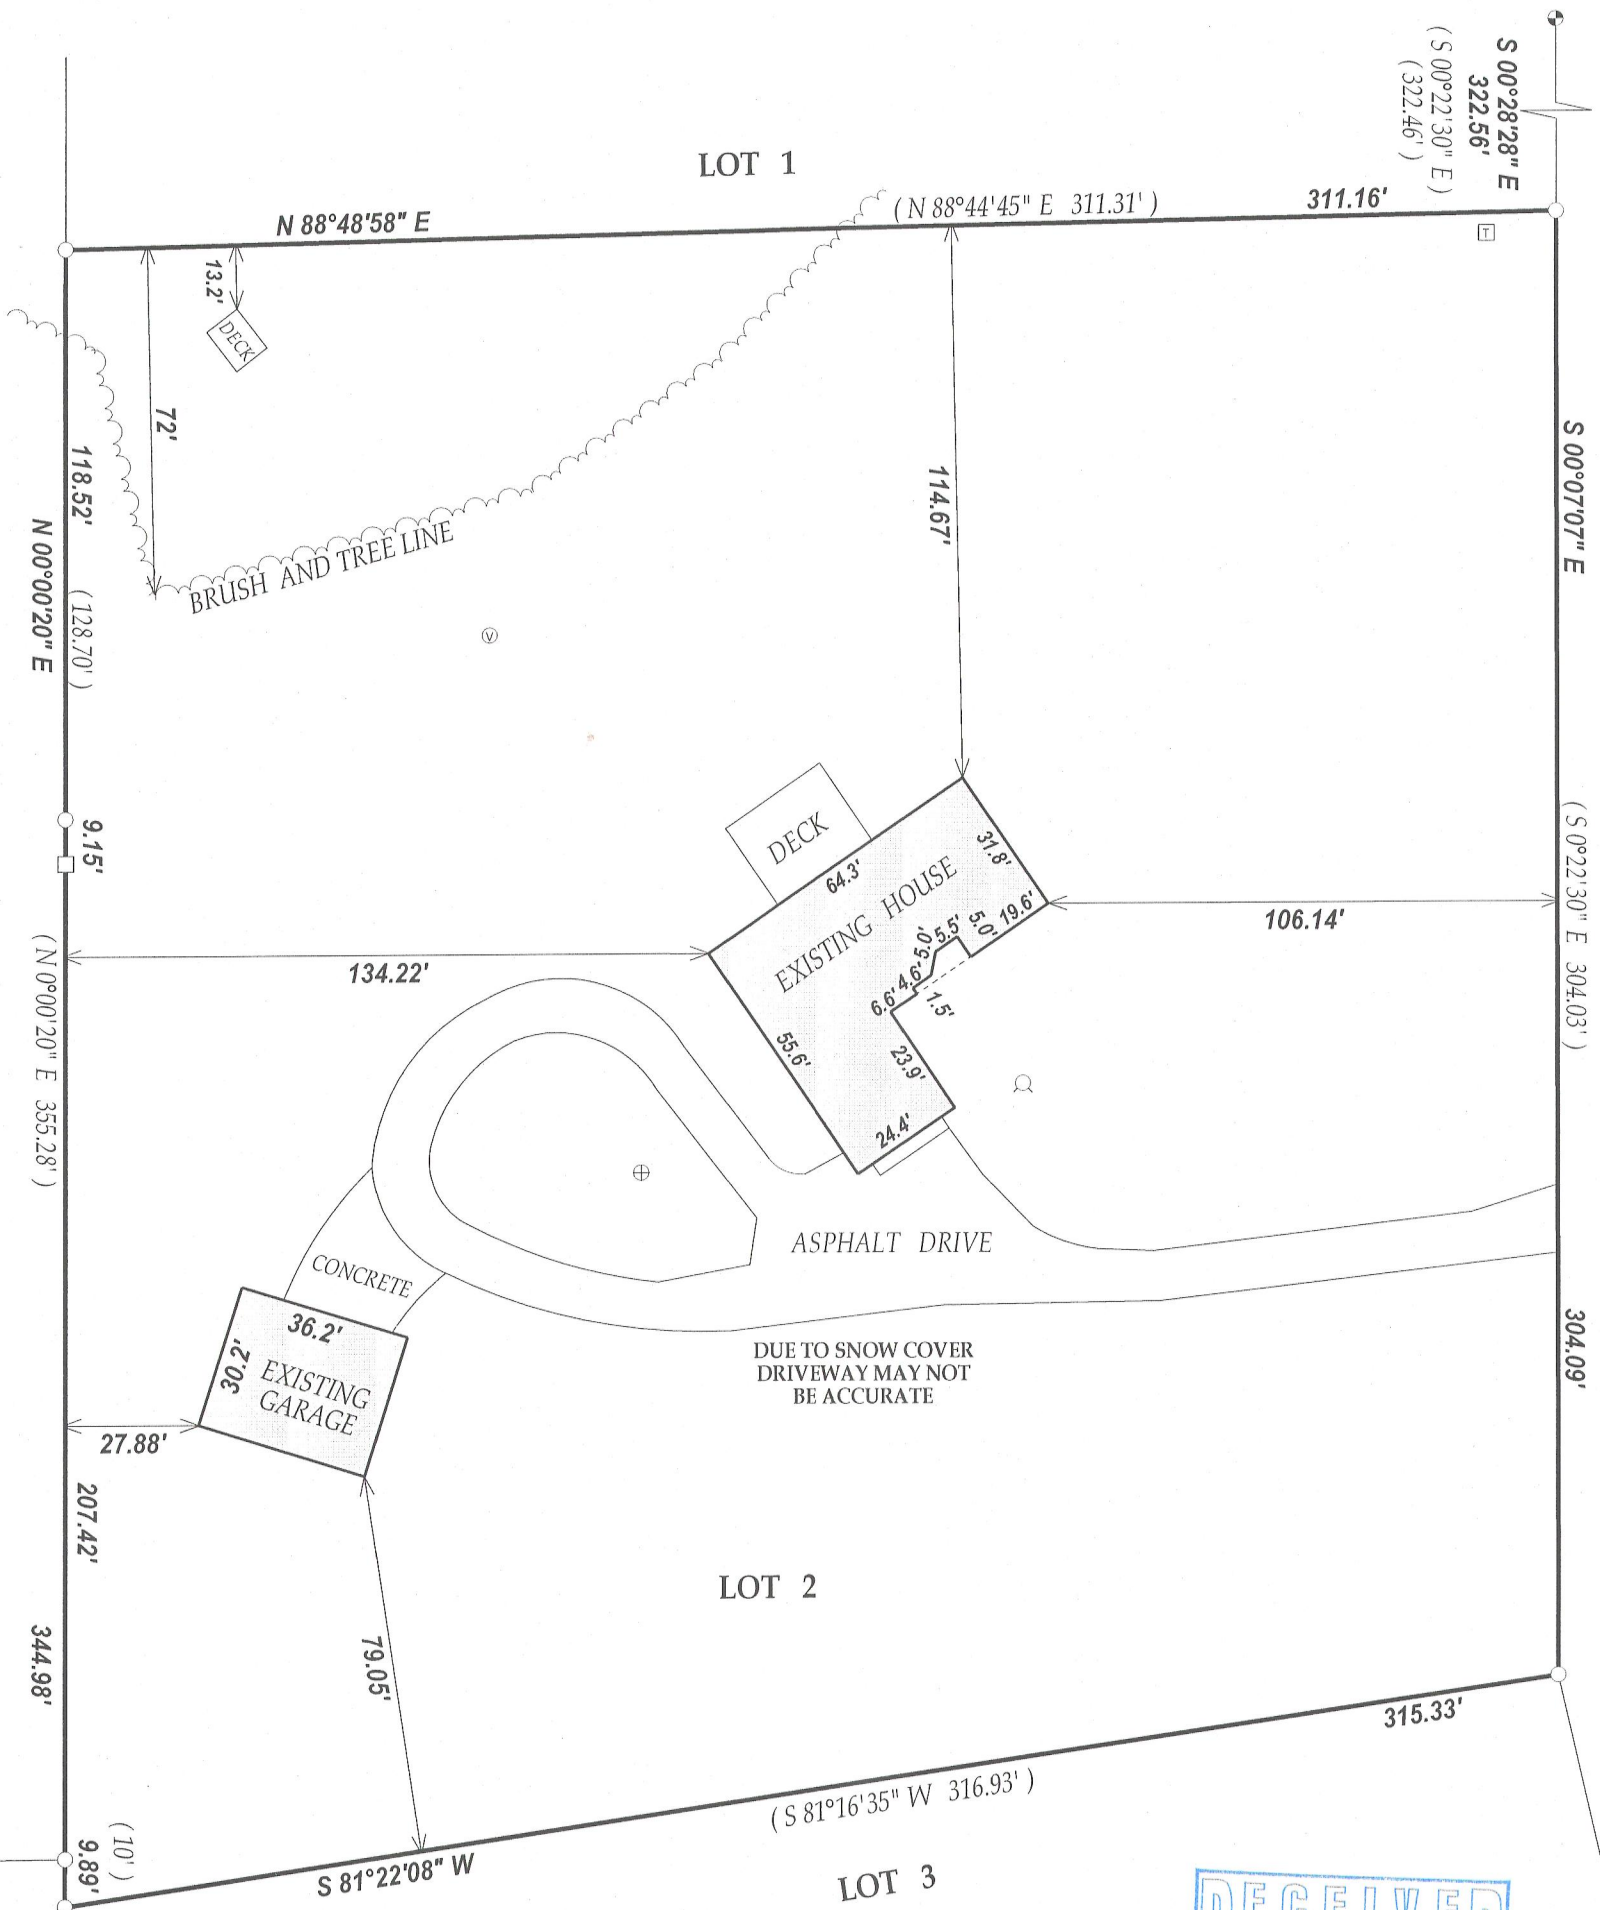 S 00°28'28" E
322.56'
( S 00°22'30" E )
( 322.46' )
LOT 1
N 88°48'58" E
( N 88°44'45" E 311.31' )
311.16'
T
13.2'
DECK
72'
118.52'
( 128.70' )
N 00°00'20" E
BRUSH AND TREE LINE
V
114.67'
S 00°07'07" E
( S 0°22'30" E 304.03' )
304.09'
9.15'
( N 0°00'20" E 355.28' )
134.22'
DECK
64.3'
EXISTING HOUSE
31.8'
19.6'
5.0'
5.5'
5.0'
4.6'
6.6'
1.5'
55.6'
23.9'
24.4'
106.14'
ASPHALT DRIVE
CONCRETE
36.2'
30.2'
EXISTING
GARAGE
DUE TO SNOW COVER
DRIVEWAY MAY NOT
BE ACCURATE
27.88'
207.42'
344.98'
79.05'
LOT 2
315.33'
( S 81°16'35" W 316.93' )
S 81°22'08" W
( 10' )
9.89'
LOT 3
RECEIVED